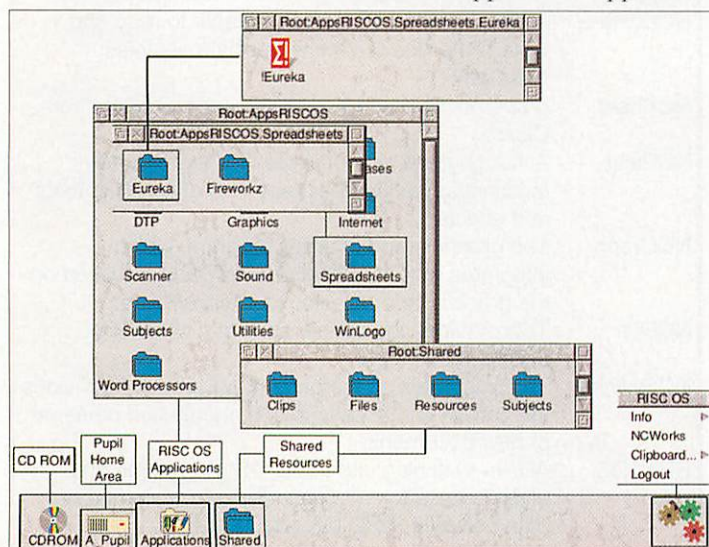 Root:AppsRISCOS.Spreadsheets.Eureka
!Eureka
Root:AppsRISCOS
Root:AppsRISCOS.Spreadsheets
ases
Eureka Fireworkz
DTP Graphics Internet
Scanner Sound Spreadsheets
Subjects Utilities WinLogo
Root:Shared
Word Processors
Clips Files Resources Subjects
RISC OS
Info
NCWorks
Clipboard...
Logout
CD ROM
Pupil
Home
Area
RISC OS
Applications
Shared
Resources
CDROM A_Pupil Applications Shared